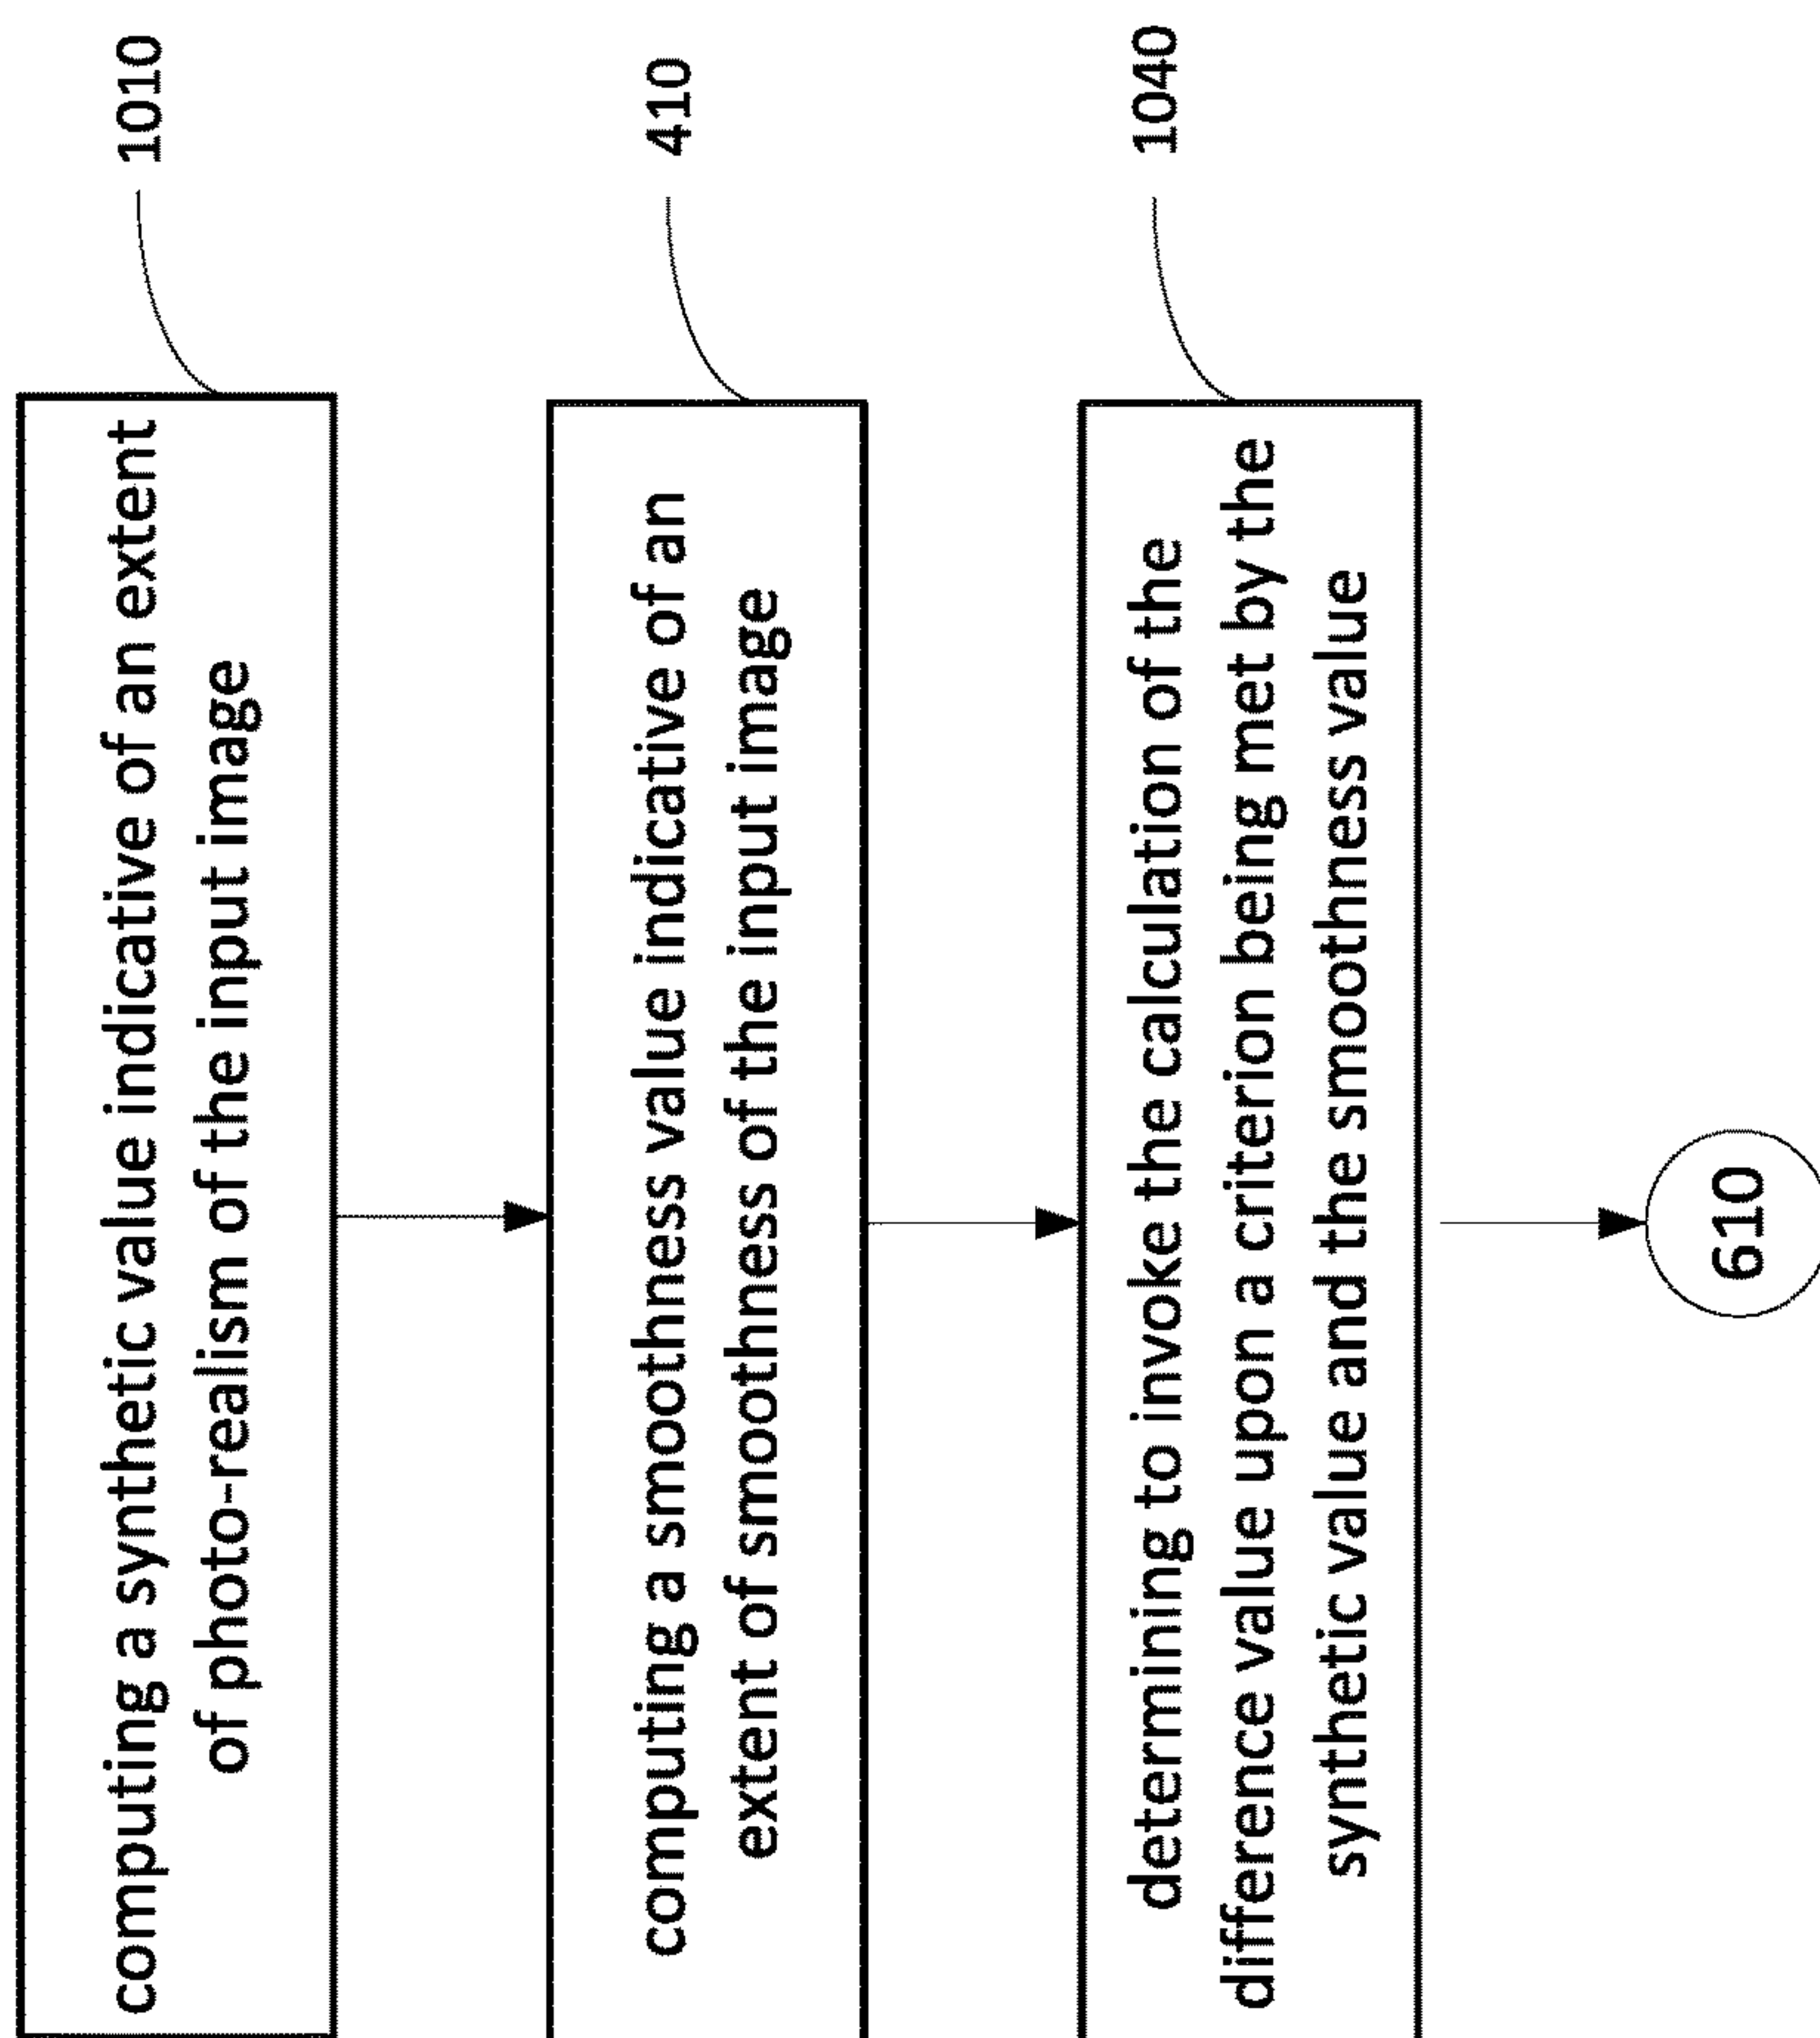 computing a synthetic value indicative of an extent
of photo-realism of the input image
1010
computing a smoothness value indicative of an
extent of smoothness of the input image
410
determining to invoke the calculation of the
difference value upon a criterion being met by the
synthetic value and the smoothness value
1040
610